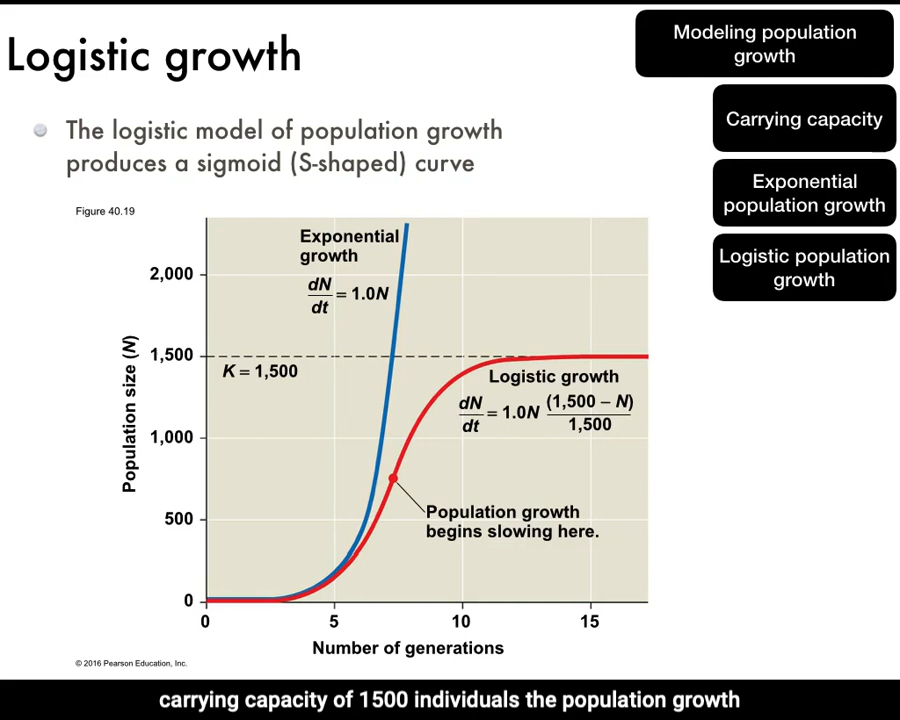 Logistic growth
Modeling population
growth
Carrying capacity
Exponential
population growth
Logistic population
growth
The logistic model of population growth
produces a sigmoid (S-shaped) curve
Figure 40.19
Exponential
growth
dN
dt
= 1.0N
2,000
1,500
1,000
500
0
Population size (N)
K = 1,500
Logistic growth
dN
dt
= 1.0N
(1,500 − N)
1,500
Population growth
begins slowing here.
0
5
10
15
Number of generations
© 2016 Pearson Education, Inc.
carrying capacity of 1500 individuals the population growth